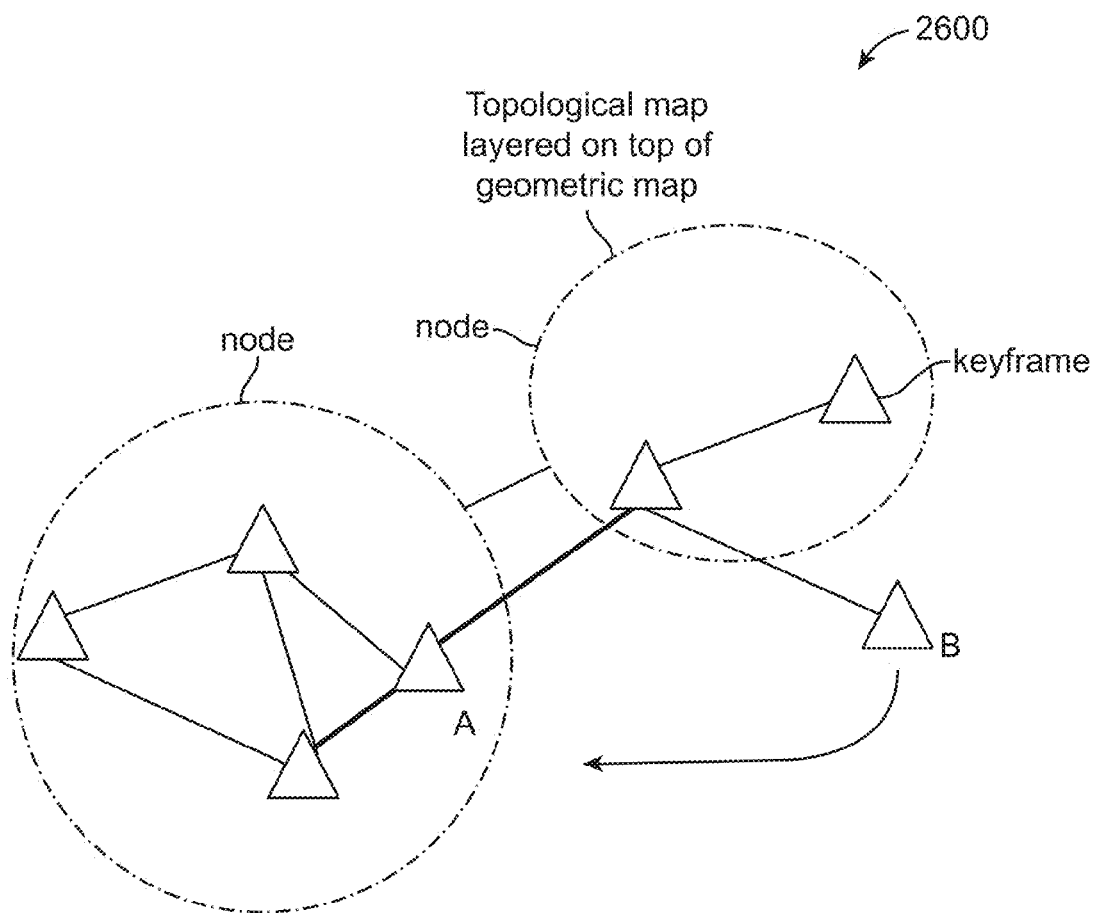 2600
Topological map
layered on top of
geometric map
node
node
keyframe
B
A